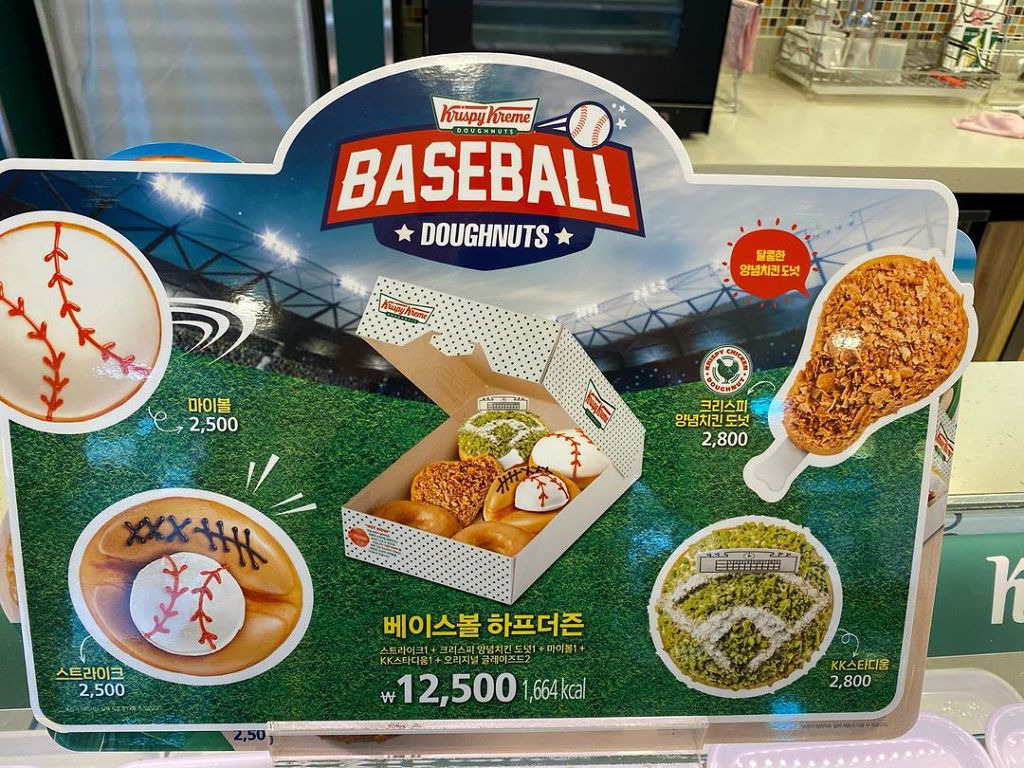 Krispy Kreme
DOUGHNUTS
BASEBALL
DOUGHNUTS
달콤한
양념치킨 도넛
Krispy Kreme
Krispy Kreme
마이볼
2,500
KRISPY CHICKEN
DOUGHNUT
크리스피
양념치킨 도넛
2,800
스트라이크
2,500
베이스볼 하프더즌
스트라이크1 + 크리스피 양념치킨 도넛1 + 마이볼1 +
KK스타디움1 + 오리지널 글레이즈드2
₩12,500 1,664 kcal
KK스타디움
2,800
2,50